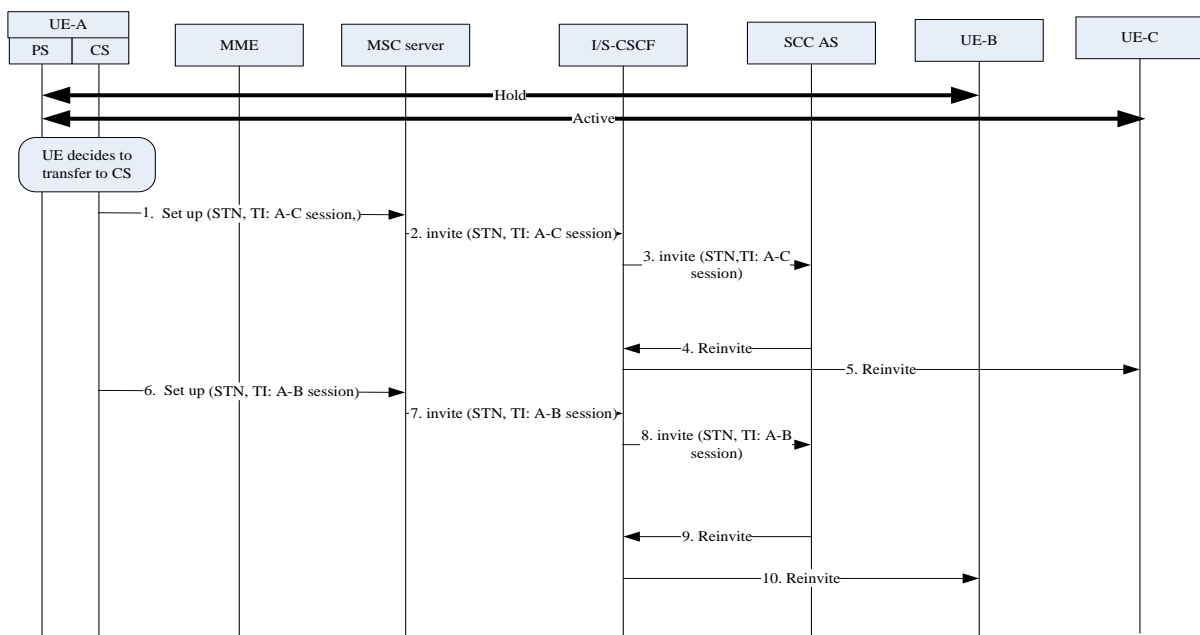 UE-A
PS
CS
MME
MSC server
I/S-CSCF
SCC AS
UE-B
UE-C
Hold
Active
UE decides to
transfer to CS
1. Set up (STN, TI: A-C session,)
2. invite (STN, TI: A-C session)
3. invite (STN,TI: A-C
session)
4. Reinvite
5. Reinvite
6. Set up (STN, TI: A-B session)
7. invite (STN, TI: A-B session)
8. invite (STN, TI: A-B
session)
9. Reinvite
10. Reinvite